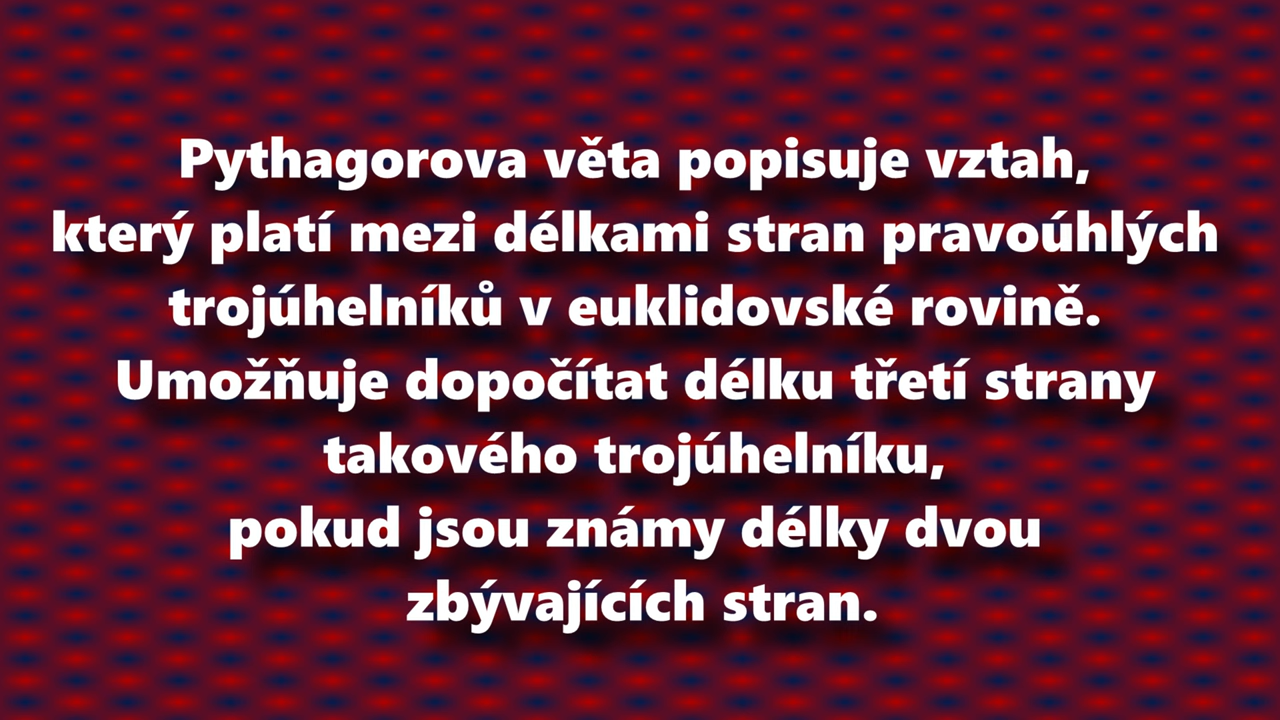 Pythagorova věta popisuje vztah,
který platí mezi délkami stran pravoúhlých
trojúhelníků v euklidovské rovině.
Umožňuje dopočítat délku třetí strany
takového trojúhelníku,
pokud jsou známy délky dvou
zbývajících stran.